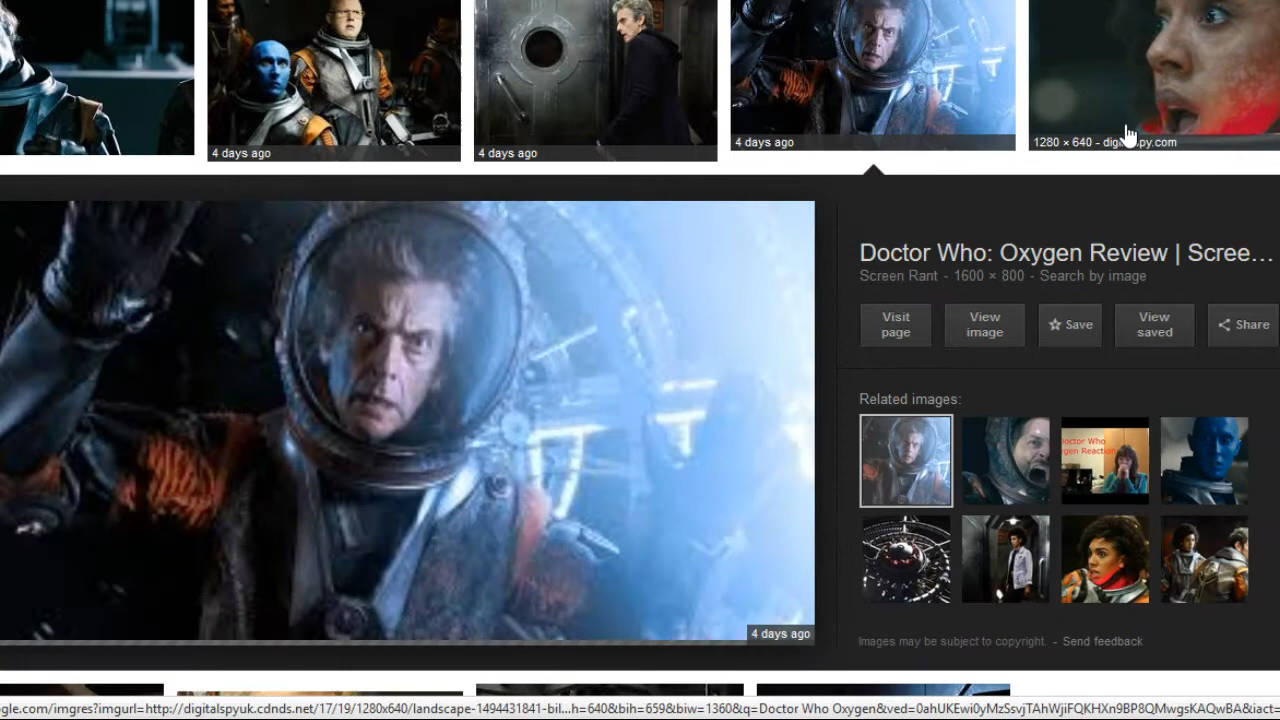 4 days ago
4 days ago
4 days ago
1280 × 640 - digitalspy.com
Doctor Who: Oxygen Review | Scree...
Screen Rant - 1600 × 800 - Search by image
Visit page
View image
Save
View saved
Share
Related images:
Doctor Who
gen Reaction
4 days ago
Images may be subject to copyright. - Send feedback
gle.com/imgres?imgurl=http://digitalspyuk.cdnds.net/17/19/1280x640/landscape-1494431841-bil...h=640&bih=659&biw=1360&q=Doctor Who Oxygen&ved=0ahUKEwi0yMzSsvjTAhWjiFQKHXn9BP8QMwgsKAQwBA&iact=